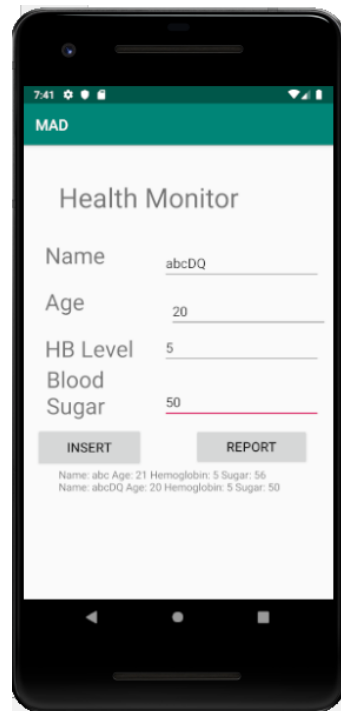 7:41
MAD
Health Monitor
Name
abcDQ
Age
20
HB Level
5
Blood
Sugar
50
INSERT
REPORT
Name: abc Age: 21 Hemoglobin: 5 Sugar: 56
Name: abcDQ Age: 20 Hemoglobin: 5 Sugar: 50